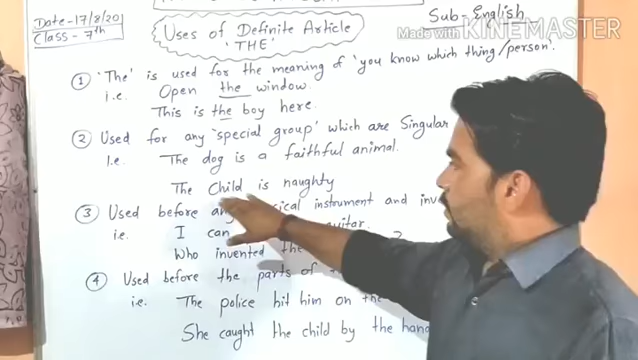 Date-17/8/20
Class-7th
Sub-English
Made with KINEMASTER
Uses of Definite Article
'THE'
① 'The' is used for the meaning of 'you know which thing/person'.
i.e. Open the window.
This is the boy here.
② Used for any 'special group' which are Singular
I.e. The dog is a faithful animal.
The Child is naughty
③ Used before any musical instrument and
i.e. I can guitar.
Who invented the ?
④ Used before the parts of
i.e. The police hit him on the
She caught the child by the hand